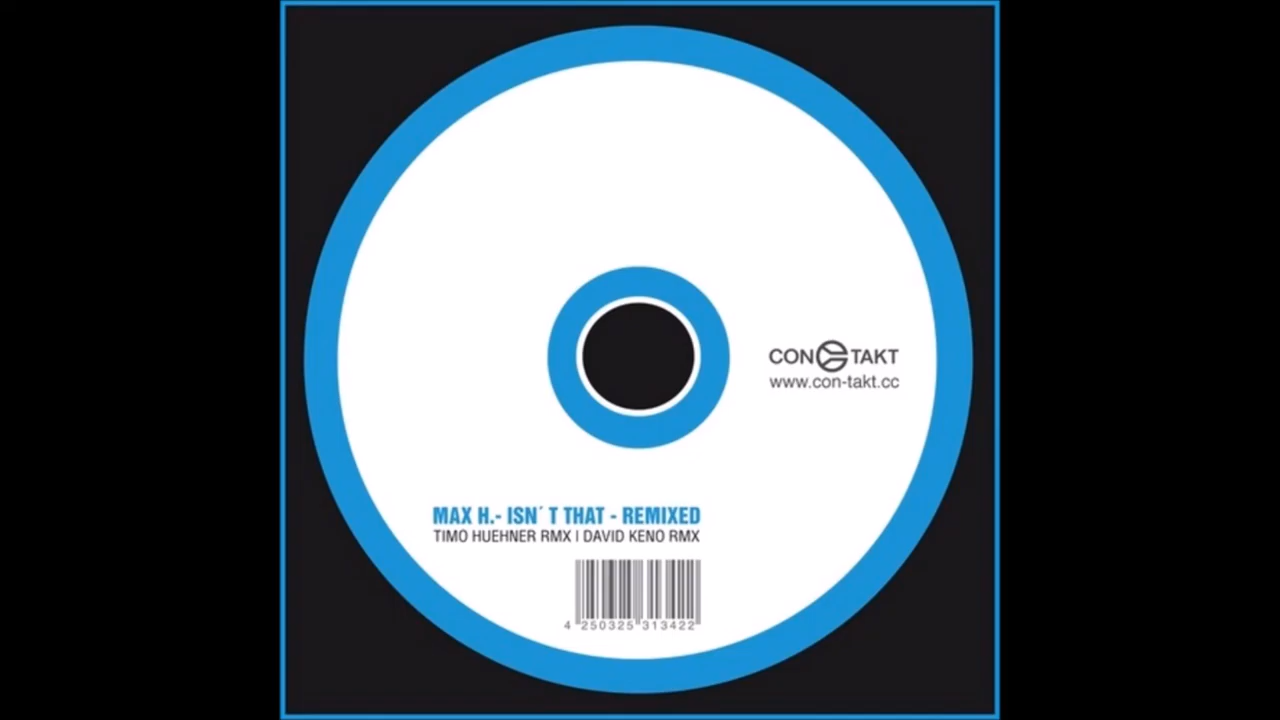 CON TAKT
www.con-takt.cc
MAX H.- ISN´ T THAT - REMIXED
TIMO HUEHNER RMX | DAVID KENO RMX
4 250325 313422